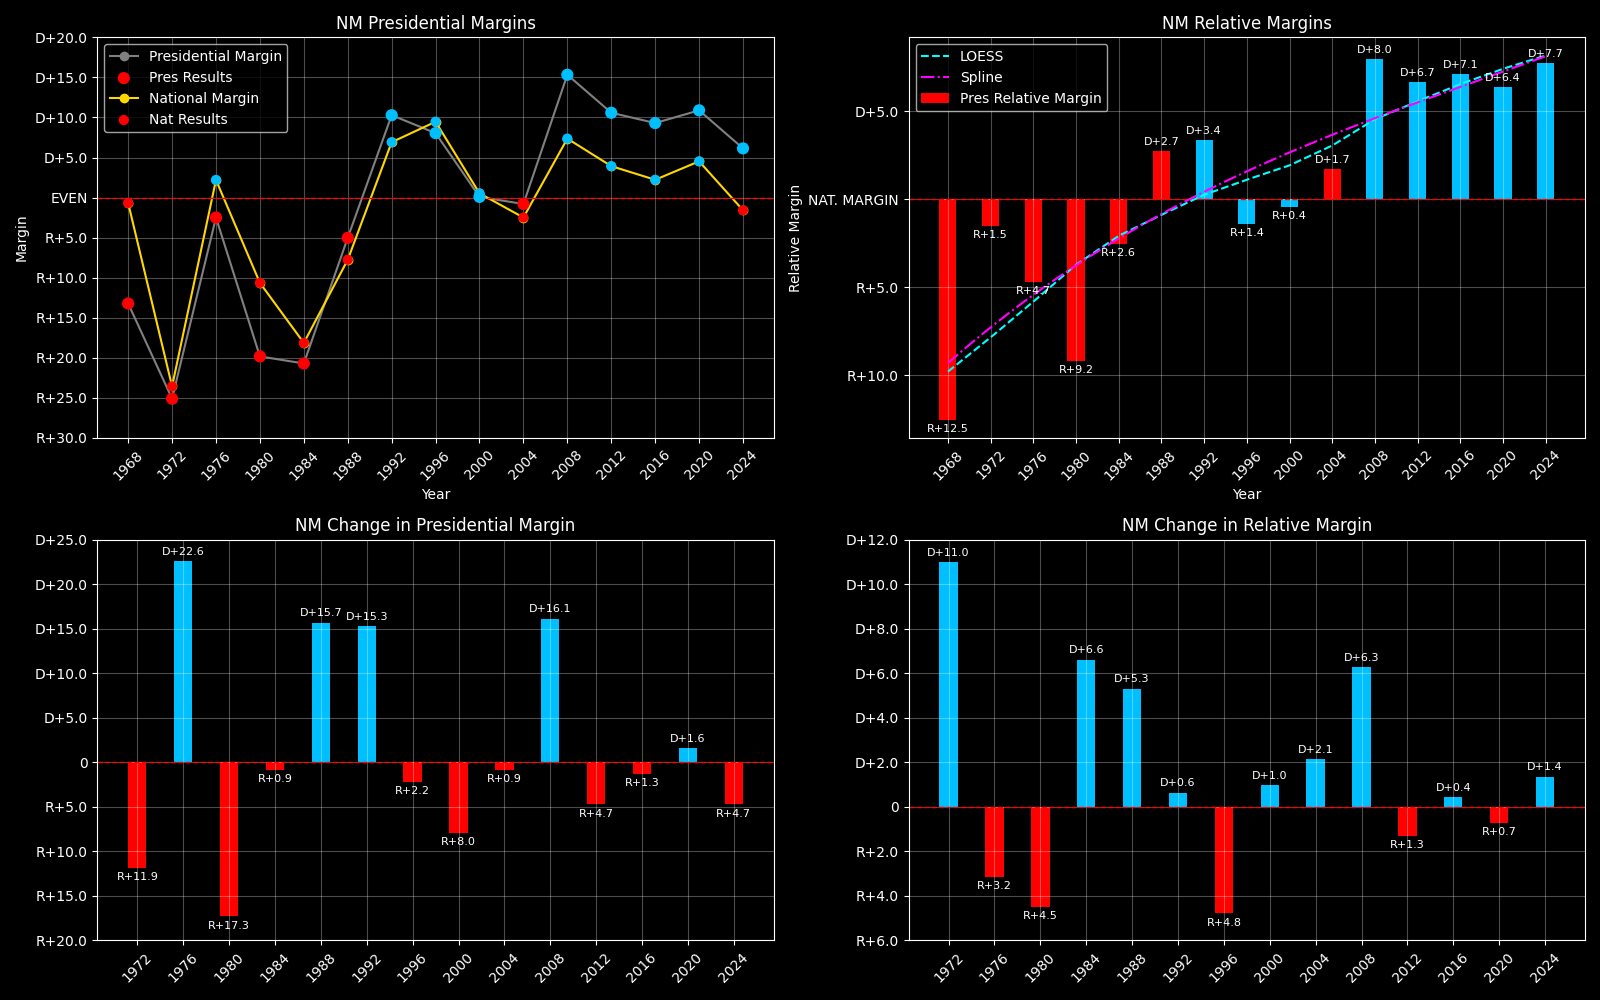 NM Presidential Margins
D+20.0
D+15.0
D+10.0
D+5.0
EVEN
R+5.0
R+10.0
R+15.0
R+20.0
R+25.0
R+30.0
Margin
Presidential Margin
Pres Results
National Margin
Nat Results
1968
1972
1976
1980
1984
1988
1992
1996
2000
2004
2008
2012
2016
2020
2024
Year
NM Relative Margins
D+5.0
NAT. MARGIN
R+5.0
R+10.0
Relative Margin
LOESS
Spline
Pres Relative Margin
R+12.5
R+1.5
R+4.7
R+9.2
R+2.6
D+2.7
D+3.4
R+1.4
R+0.4
D+1.7
D+8.0
D+6.7
D+7.1
D+6.4
D+7.7
1968
1972
1976
1980
1984
1988
1992
1996
2000
2004
2008
2012
2016
2020
2024
Year
NM Change in Presidential Margin
D+25.0
D+20.0
D+15.0
D+10.0
D+5.0
0
R+5.0
R+10.0
R+15.0
R+20.0
R+11.9
D+22.6
R+17.3
R+0.9
D+15.7
D+15.3
R+2.2
R+8.0
R+0.9
D+16.1
R+4.7
R+1.3
D+1.6
R+4.7
1972
1976
1980
1984
1988
1992
1996
2000
2004
2008
2012
2016
2020
2024
NM Change in Relative Margin
D+12.0
D+10.0
D+8.0
D+6.0
D+4.0
D+2.0
0
R+2.0
R+4.0
R+6.0
D+11.0
R+3.2
R+4.5
D+6.6
D+5.3
D+0.6
R+4.8
D+1.0
D+2.1
D+6.3
R+1.3
D+0.4
R+0.7
D+1.4
1972
1976
1980
1984
1988
1992
1996
2000
2004
2008
2012
2016
2020
2024